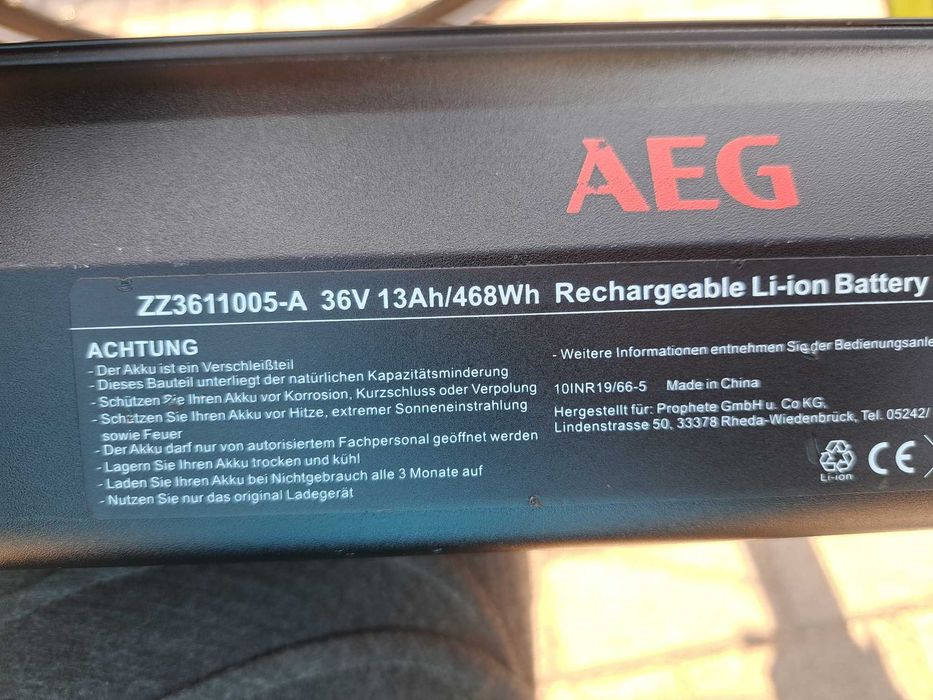 AEG
ZZ3611005-A 36V 13Ah/468Wh Rechargeable Li-ion Battery
ACHTUNG
- Der Akku ist ein Verschleißteil
- Dieses Bauteil unterliegt der natürlichen Kapazitätsminderung
- Schützen Sie Ihren Akku vor Korrosion, Kurzschluss oder Verpolung
- Schützen Sie Ihren Akku vor Hitze, extremer Sonneneinstrahlung
sowie Feuer
- Der Akku darf nur von autorisiertem Fachpersonal geöffnet werden
- Lagern Sie Ihren Akku trocken und kühl
- Laden Sie Ihren Akku bei Nichtgebrauch alle 3 Monate auf
- Nutzen Sie nur das original Ladegerät
- Weitere Informationen entnehmen Sie der
10INR19/66-5 Made in China
Hergestellt für: Prophete GmbH u. Co KG,
Lindenstrasse 50, 33378 Rheda-Wiedenbrück, Tel. 05242/
Li-ion
CE